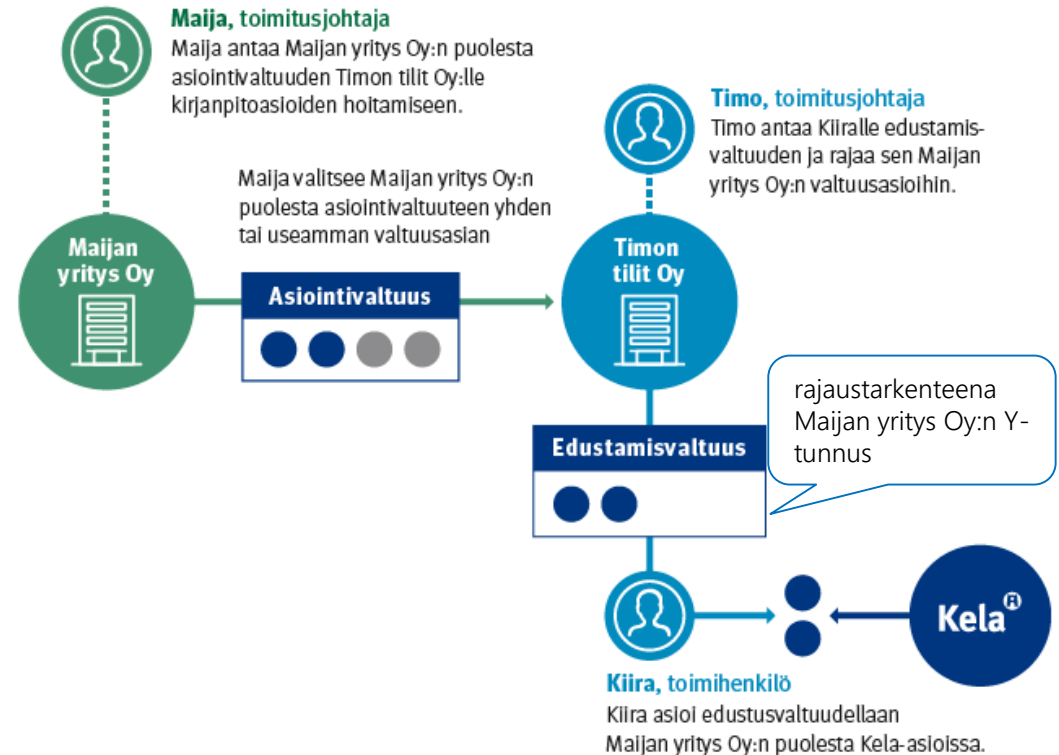 Maija, toimitusjohtaja
Maija antaa Maijan yritys Oy:n puolesta
asiointivaltuuden Timon tilit Oy:lle
kirjanpitoasioiden hoitamiseen.
Timo, toimitusjohtaja
Timo antaa Kiiralle edustamis-
valtuuden ja rajaa sen Maijan
yritys Oy:n valtuusasioihin.
Maija valitsee Maijan yritys Oy:n
puolesta asiointivaltuuteen yhden
tai useamman valtuusasian
Maijan
yritys Oy
Asiointivaltuus
Timon
tilit Oy
rajaustarkenteena
Maijan yritys Oy:n Y-
tunnus
Edustamisvaltuus
Kela
Kiira, toimihenkilö
Kiira asioi edustusvaltuudellaan
Maijan yritys Oy:n puolesta Kela-asioissa.